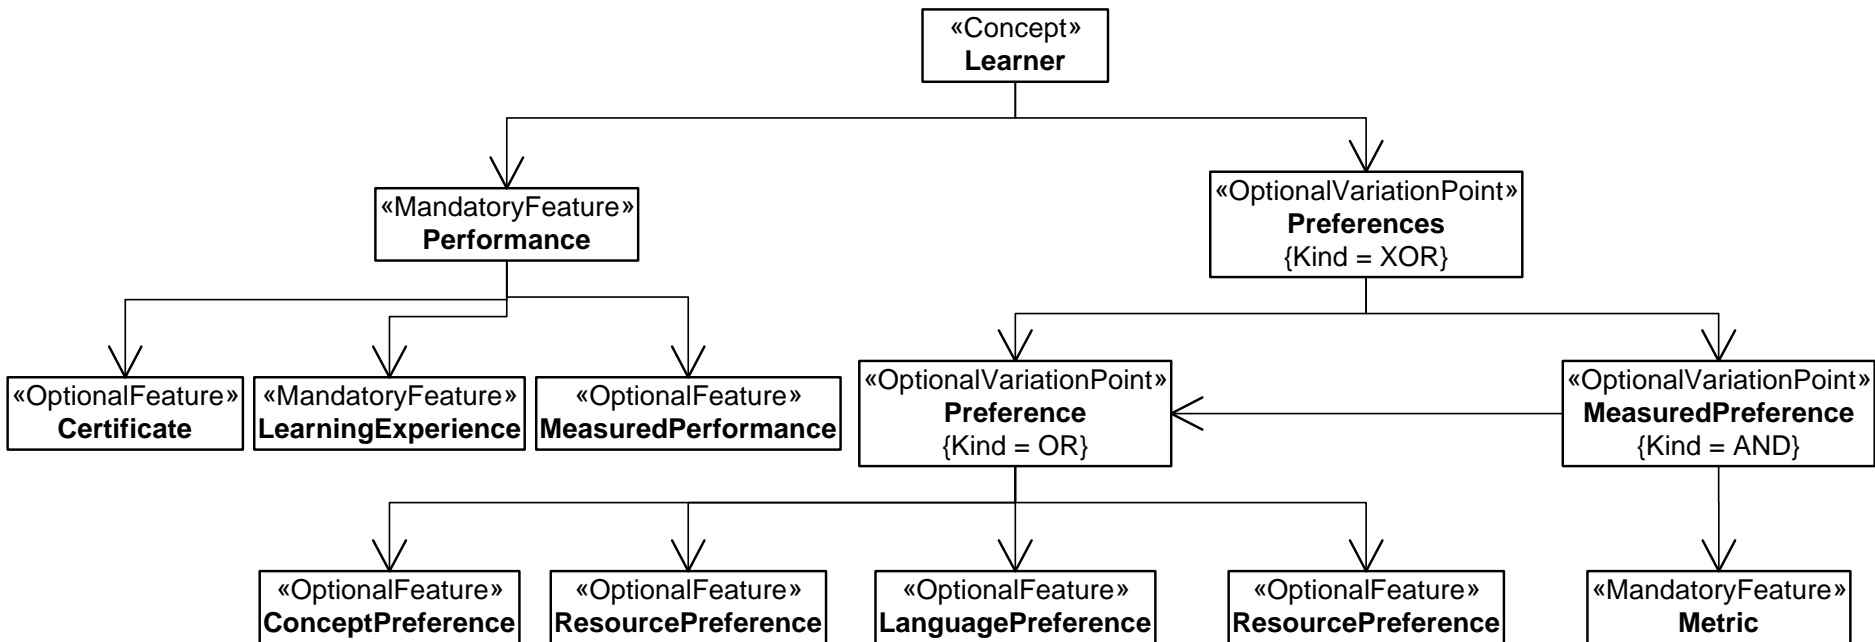 «Concept»
Learner
«MandatoryFeature»
Performance
«OptionalVariationPoint»
Preferences
{Kind = XOR}
«OptionalFeature»
Certificate
«MandatoryFeature»
LearningExperience
«OptionalFeature»
MeasuredPerformance
«OptionalVariationPoint»
Preference
{Kind = OR}
«OptionalVariationPoint»
MeasuredPreference
{Kind = AND}
«OptionalFeature»
ConceptPreference
«OptionalFeature»
ResourcePreference
«OptionalFeature»
LanguagePreference
«OptionalFeature»
ResourcePreference
«MandatoryFeature»
Metric